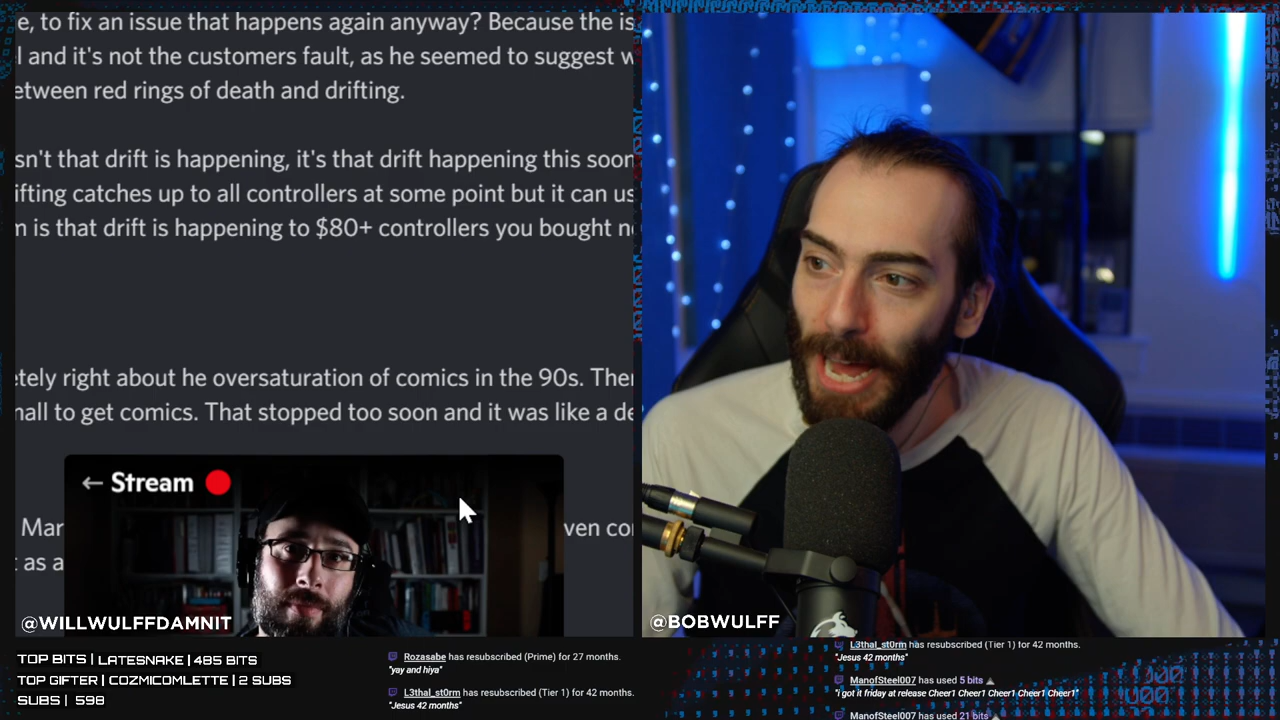 e, to fix an issue that happens again anyway? Because the is
l and it's not the customers fault, as he seemed to suggest w
etween red rings of death and drifting.
sn't that drift is happening, it's that drift happening this soon
ifting catches up to all controllers at some point but it can us
m is that drift is happening to $80+ controllers you bought n
etely right about he oversaturation of comics in the 90s. Ther
nall to get comics. That stopped too soon and it was like a de
← Stream
Mar
ven con
t as a
@WILLWULFFDAMNIT
@BOBWULFF
TOP BITS | LATESNAKE | 485 BITS
TOP GIFTER | COZMICOMLETTE | 2 SUBS
SUBS | 598
Rozasabe has resubscribed (Prime) for 27 months.
"yay and hiya"
L3thal_st0rm has resubscribed (Tier 1) for 42 months.
"Jesus 42 months"
L3thal_st0rm has resubscribed (Tier 1) for 42 months.
"Jesus 42 months"
ManofSteel007 has used 5 bits
"i got it friday at release Cheer1 Cheer1 Cheer1 Cheer1 Cheer1"
ManofSteel007 has used 21 bits